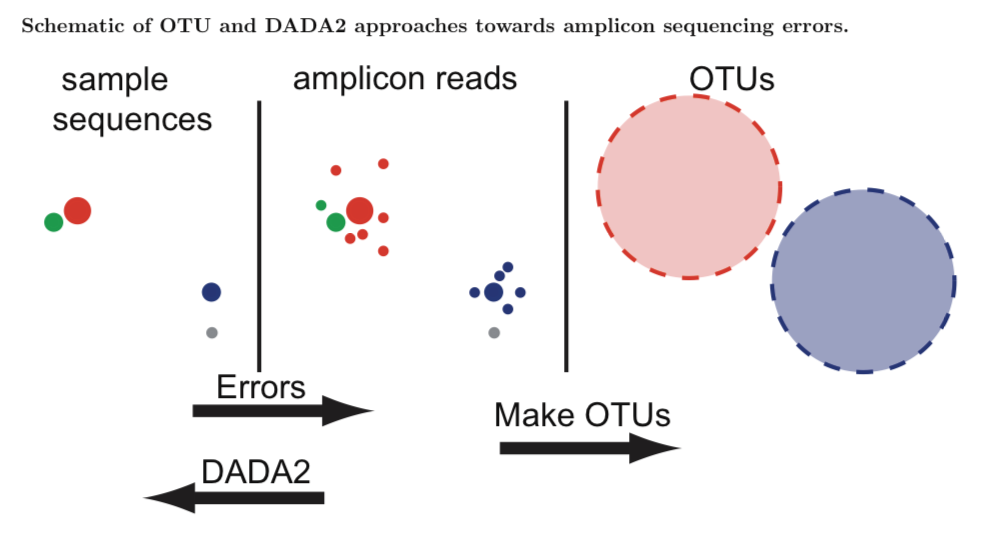 Schematic of OTU and DADA2 approaches towards amplicon sequencing errors.
sample
sequences
amplicon reads
OTUs
Errors
Make OTUs
DADA2